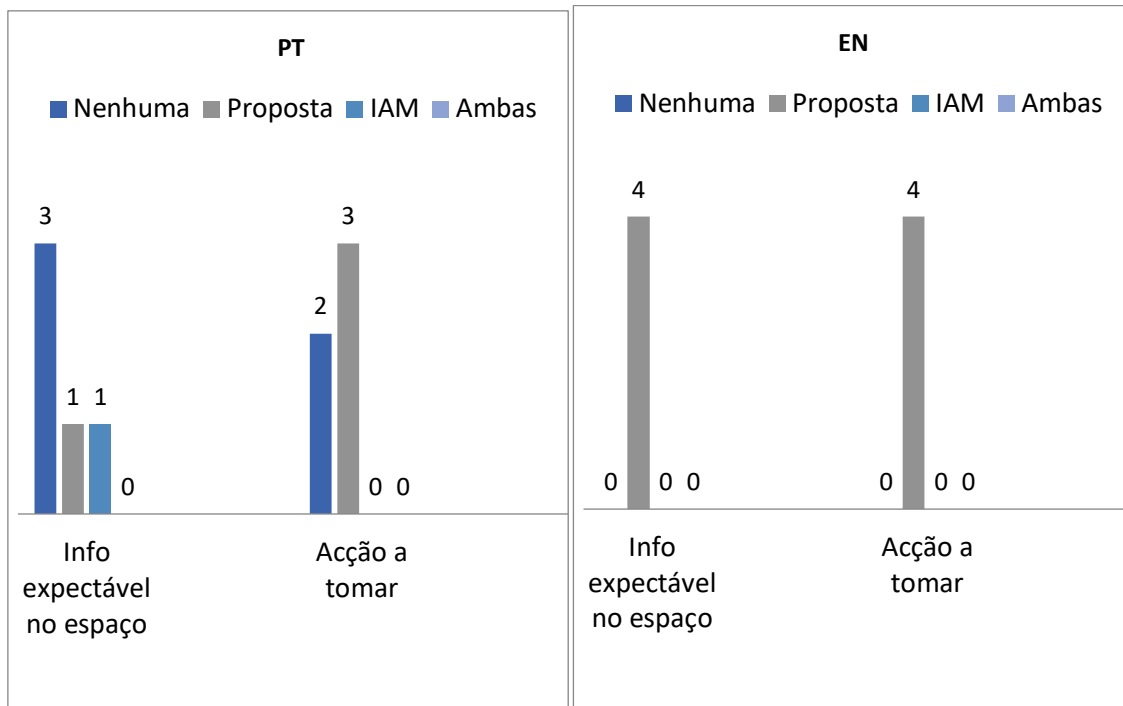 PT
Nenhuma Proposta IAM Ambas
3 3
2
1 1
0 0 0
Info expectável no espaço
Acção a tomar
EN
Nenhuma Proposta IAM Ambas
4 4
0 0 0 0 0 0
Info expectável no espaço
Acção a tomar